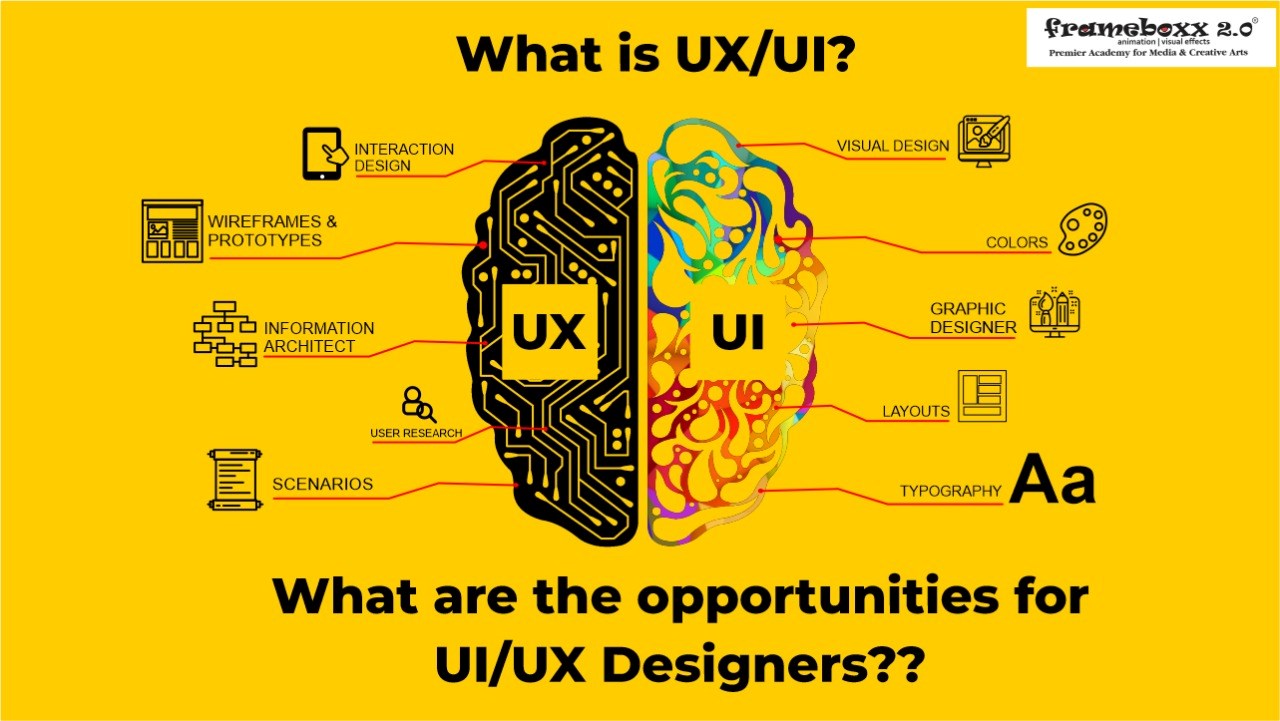 What is UX/UI?
frameboxx 2.0®
animation | visual effects
Premier Academy for Media & Creative Arts
INTERACTION
DESIGN
WIREFRAMES &
PROTOTYPES
INFORMATION
ARCHITECT
USER RESEARCH
SCENARIOS
UX
UI
VISUAL DESIGN
COLORS
GRAPHIC
DESIGNER
LAYOUTS
TYPOGRAPHY
Aa
What are the opportunities for
UI/UX Designers??